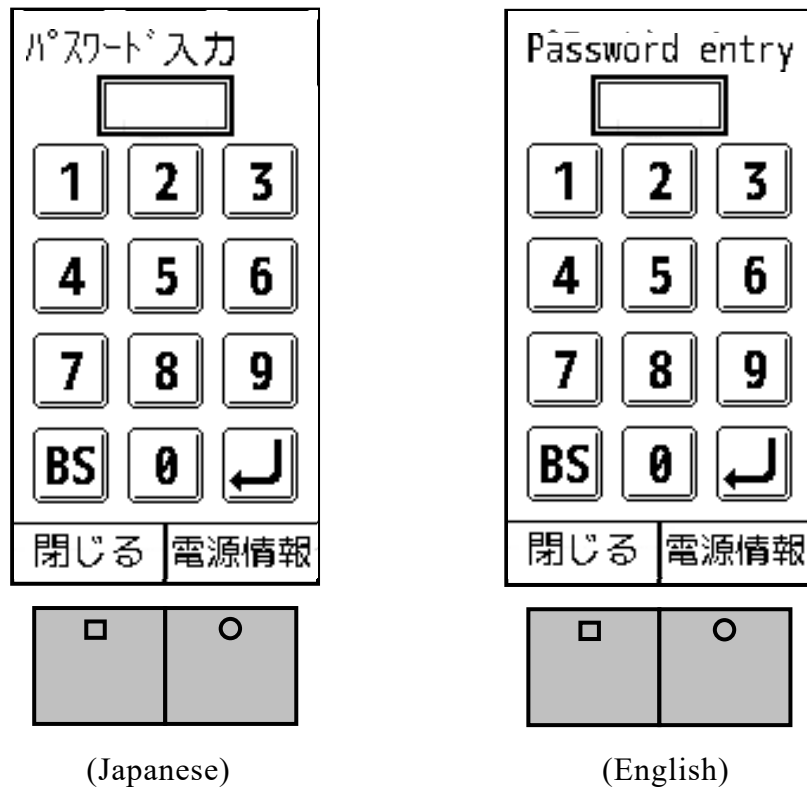 ﾊﾟｽﾜｰﾄﾞ入力
1 2 3
4 5 6
7 8 9
BS 0
閉じる 電源情報
(Japanese)
Password entry
1 2 3
4 5 6
7 8 9
BS 0
閉じる 電源情報
(English)